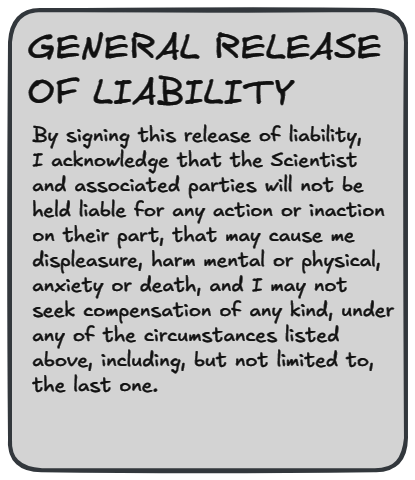 GENERAL RELEASE
OF LIABILITY
By signing this release of liability,
I acknowledge that the Scientist
and associated parties will not be
held liable for any action or inaction
on their part, that may cause me
displeasure, harm mental or physical,
anxiety or death, and I may not
seek compensation of any kind, under
any of the circumstances listed
above, including, but not limited to,
the last one.